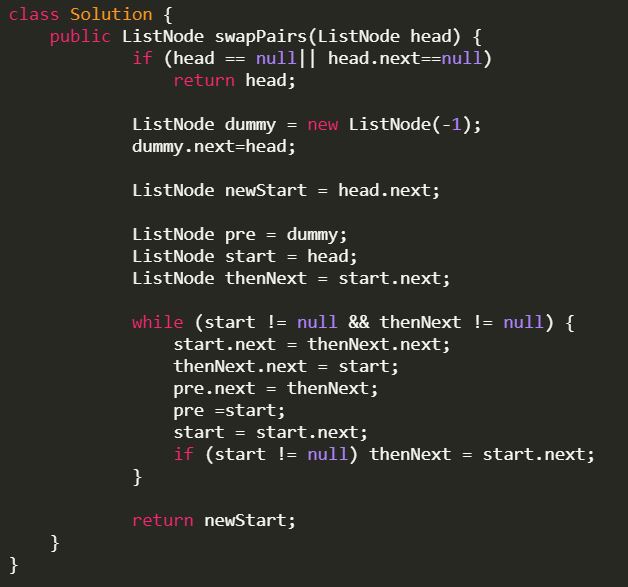 class Solution {
    public ListNode swapPairs(ListNode head) {
            if (head == null|| head.next==null)
                return head;

            ListNode dummy = new ListNode(-1);
            dummy.next=head;

            ListNode newStart = head.next;

            ListNode pre = dummy;
            ListNode start = head;
            ListNode thenNext = start.next;

            while (start != null && thenNext != null) {
                start.next = thenNext.next;
                thenNext.next = start;
                pre.next = thenNext;
                pre =start;
                start = start.next;
                if (start != null) thenNext = start.next;
            }

            return newStart;
    }
}